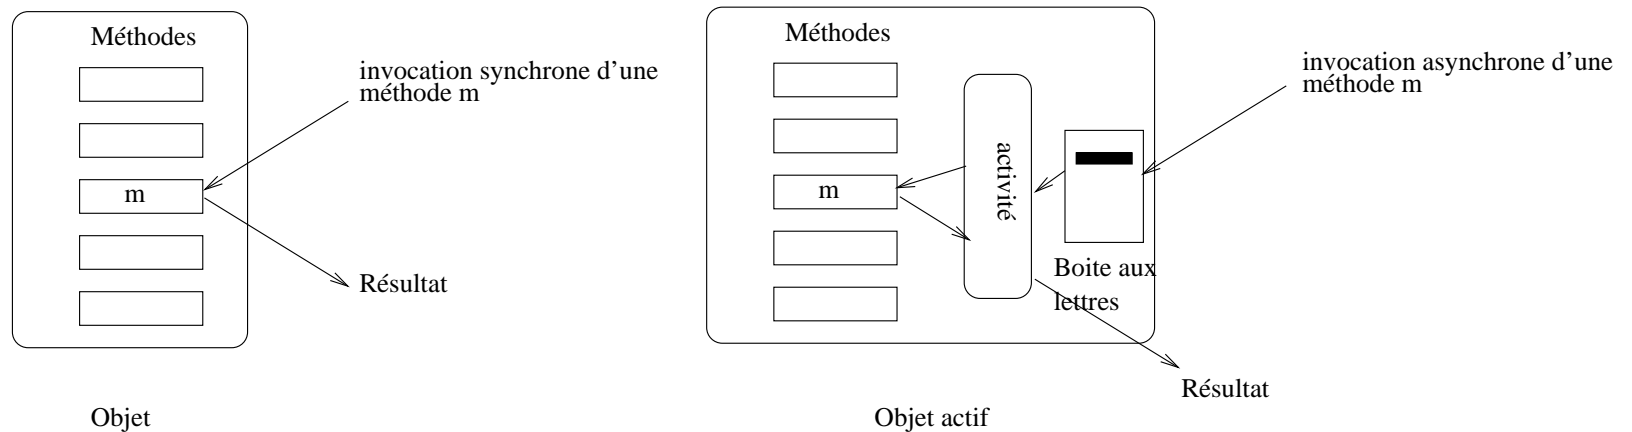 Méthodes
invocation synchrone d'une
méthode m
m
Résultat
Objet
Méthodes
invocation asynchrone d'une
méthode m
activité
m
Boite aux
lettres
Résultat
Objet actif